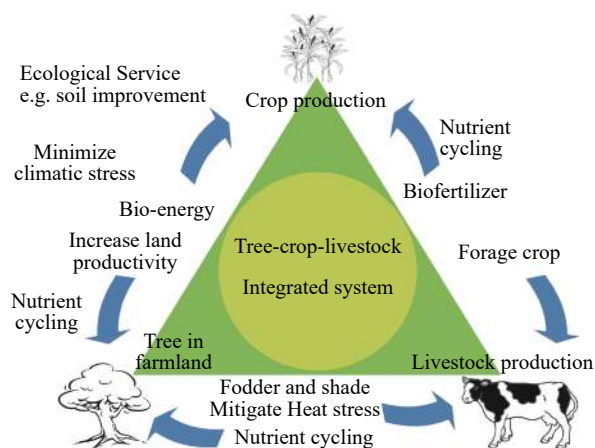 Ecological Service
e.g. soil improvement
Crop production
Nutrient
cycling
Minimize
climatic stress
Biofertilizer
Bio-energy
Increase land
productivity
Tree-crop-livestock
Integrated system
Forage crop
Nutrient
cycling
Tree in
farmland
Livestock production
Fodder and shade
Mitigate Heat stress
Nutrient cycling